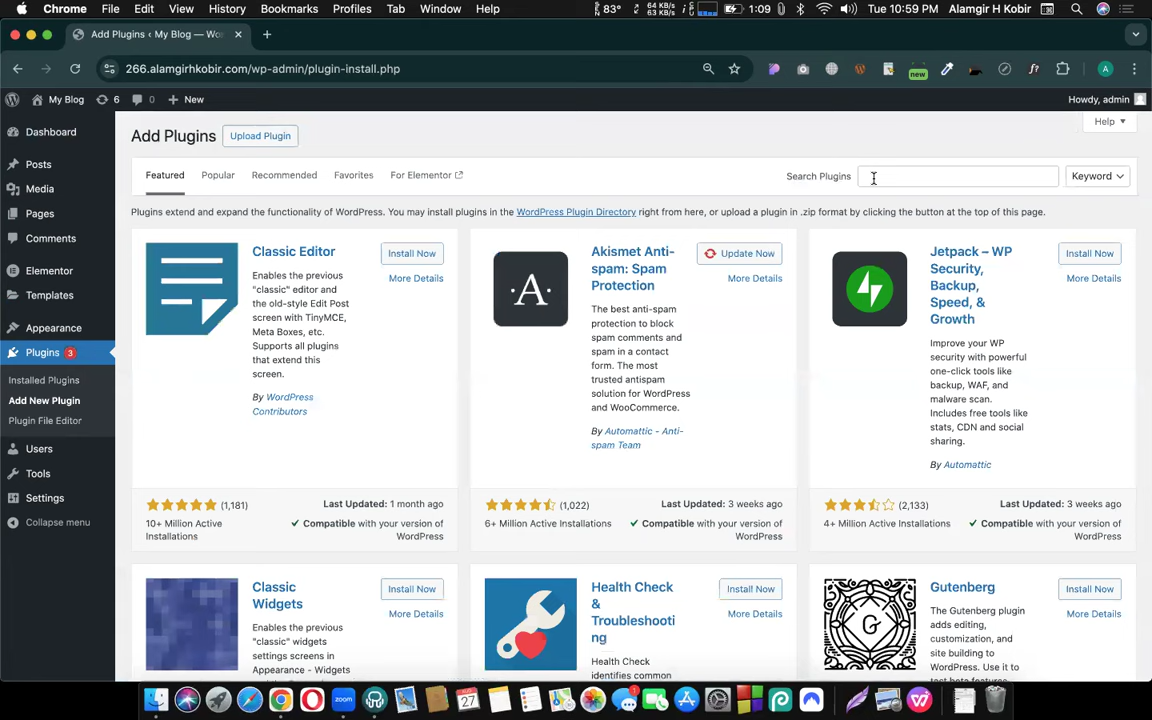 Chrome File Edit View History Bookmarks Profiles Tab Window Help 83° 64 KB/s 63 KB/s 1:09 Tue 10:59 PM Alamgir H Kobir
Add Plugins ‹ My Blog — Wo
266.alamgirhkobir.com/wp-admin/plugin-install.php
new
f?
A
My Blog 6 0 New Howdy, admin
Help
Dashboard
Posts
Media
Pages
Comments
Elementor
Templates
Appearance
Plugins 3
Installed Plugins
Add New Plugin
Plugin File Editor
Users
Tools
Settings
Collapse menu
Add Plugins Upload Plugin
Featured Popular Recommended Favorites For Elementor Search Plugins Keyword
Plugins extend and expand the functionality of WordPress. You may install plugins in the WordPress Plugin Directory right from here, or upload a plugin in .zip format by clicking the button at the top of this page.
Classic Editor
Install Now
More Details
Enables the previous
"classic" editor and
the old-style Edit Post
screen with TinyMCE,
Meta Boxes, etc.
Supports all plugins
that extend this
screen.
By WordPress
Contributors
(1,181)
10+ Million Active
Installations
Last Updated: 1 month ago
Compatible with your version of
WordPress
·A·
Akismet Anti-
spam: Spam
Protection
Update Now
More Details
The best anti-spam
protection to block
spam comments and
spam in a contact
form. The most
trusted antispam
solution for WordPress
and WooCommerce.
By Automattic - Anti-
spam Team
(1,022)
6+ Million Active Installations
Last Updated: 3 weeks ago
Compatible with your version of
WordPress
Jetpack – WP
Security,
Backup,
Speed, &
Growth
Install Now
More Details
Improve your WP
security with powerful
one-click tools like
backup, WAF, and
malware scan.
Includes free tools like
stats, CDN and social
sharing.
By Automattic
(2,133)
4+ Million Active Installations
Last Updated: 3 weeks ago
Compatible with your version of
WordPress
Classic
Widgets
Install Now
More Details
Enables the previous
"classic" widgets
settings screens in
Appearance - Widgets
Health Check
&
Troubleshooti
ng
Install Now
More Details
Health Check
identifies common
G
Gutenberg
Install Now
More Details
The Gutenberg plugin
adds editing,
customization, and
site building to
WordPress. Use it to
test beta features
zoom
27
1